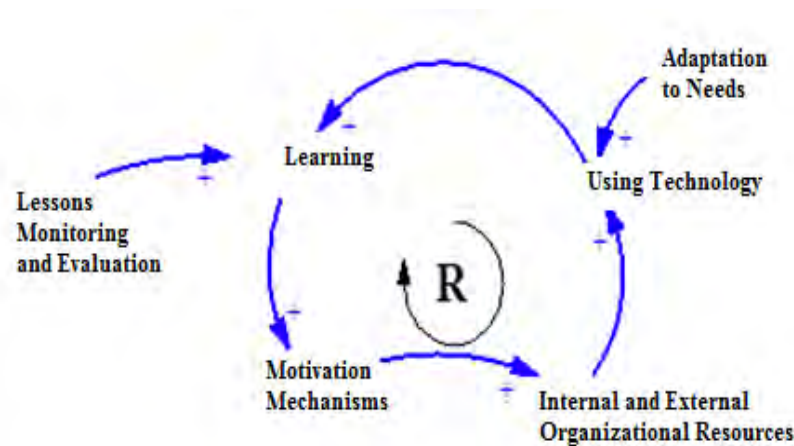 Adaptation
to Needs
Learning
Using Technology
Lessons
Monitoring
and Evaluation
R
Motivation
Mechanisms
Internal and External
Organizational Resources
+
+
+
+
+
+